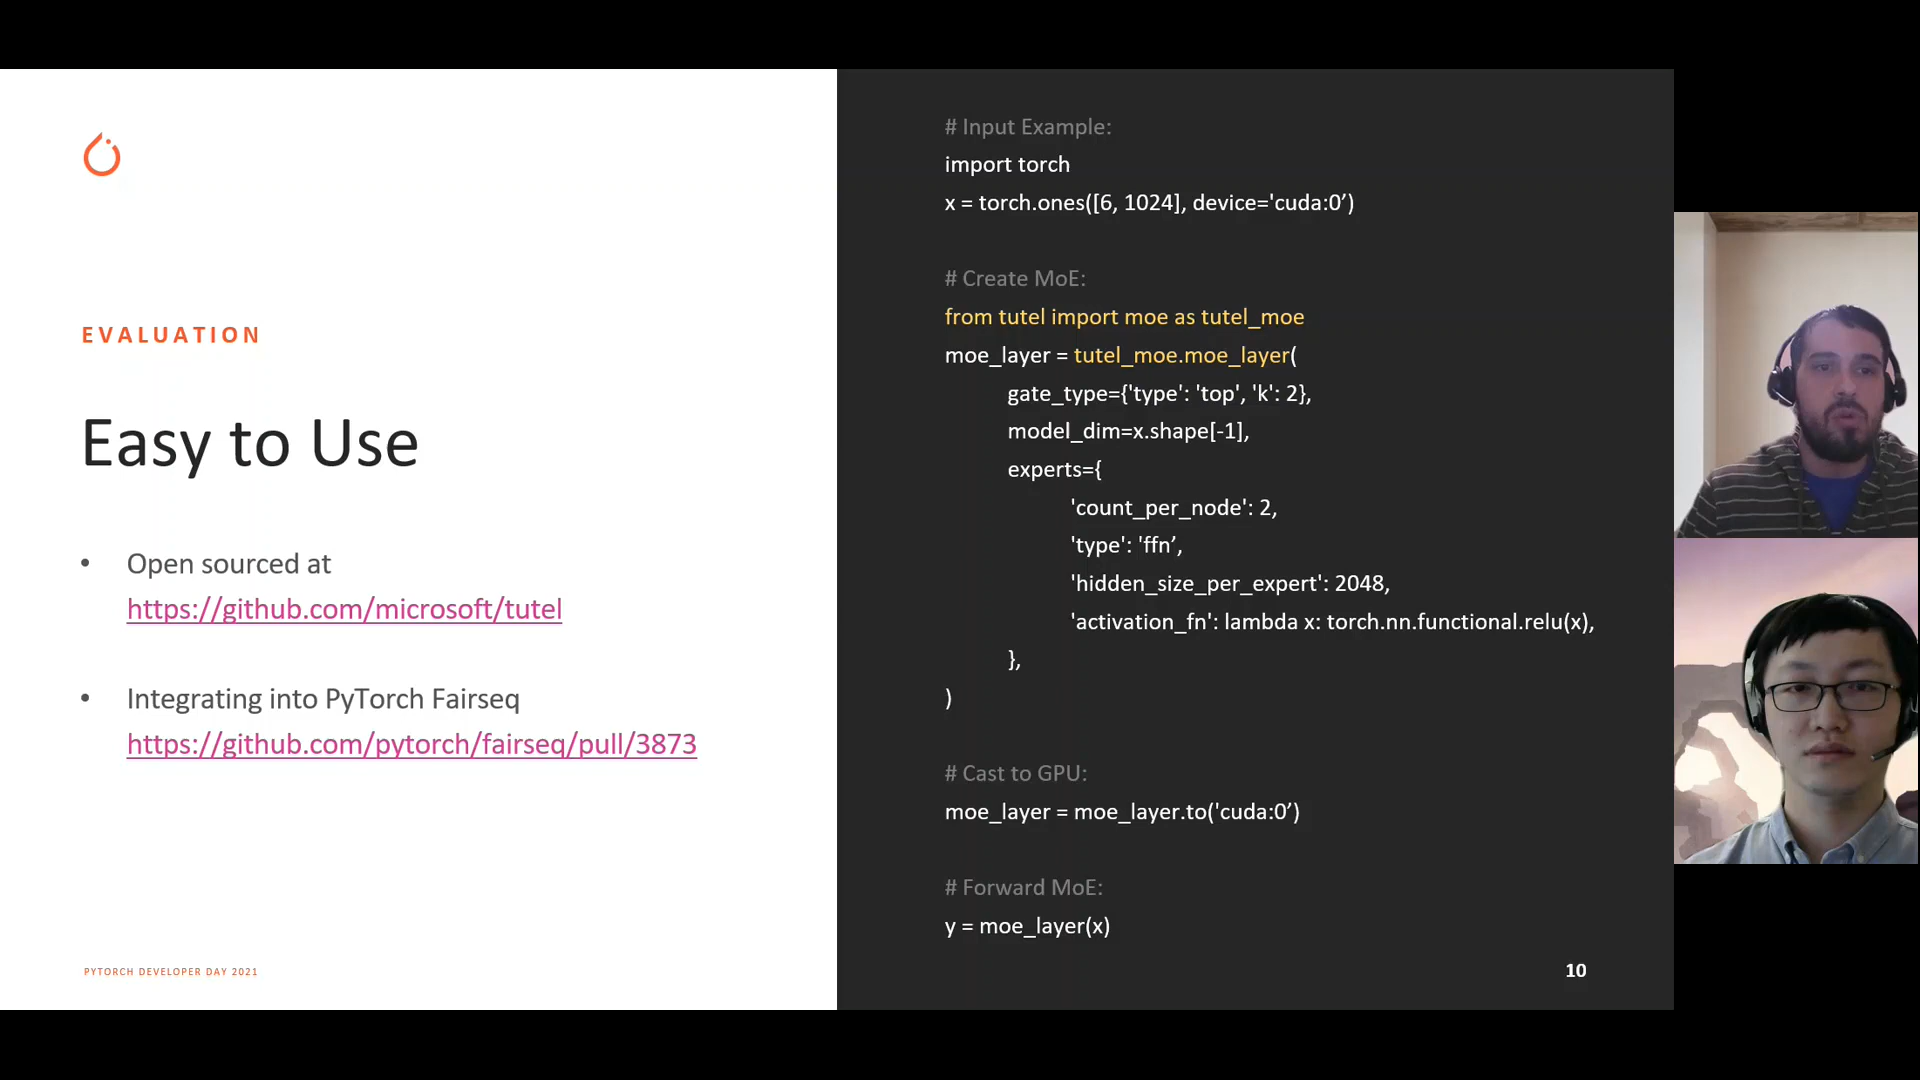 EVALUATION
Easy to Use
• Open sourced at
https://github.com/microsoft/tutel
• Integrating into PyTorch Fairseq
https://github.com/pytorch/fairseq/pull/3873
PYTORCH DEVELOPER DAY 2021
# Input Example:
import torch
x = torch.ones([6, 1024], device='cuda:0’)
# Create MoE:
from tutel import moe as tutel_moe
moe_layer = tutel_moe.moe_layer(
gate_type={'type': 'top', 'k': 2},
model_dim=x.shape[-1],
experts={
'count_per_node': 2,
'type': 'ffn’,
'hidden_size_per_expert': 2048,
'activation_fn': lambda x: torch.nn.functional.relu(x),
},
)
# Cast to GPU:
moe_layer = moe_layer.to('cuda:0’)
# Forward MoE:
y = moe_layer(x)
10